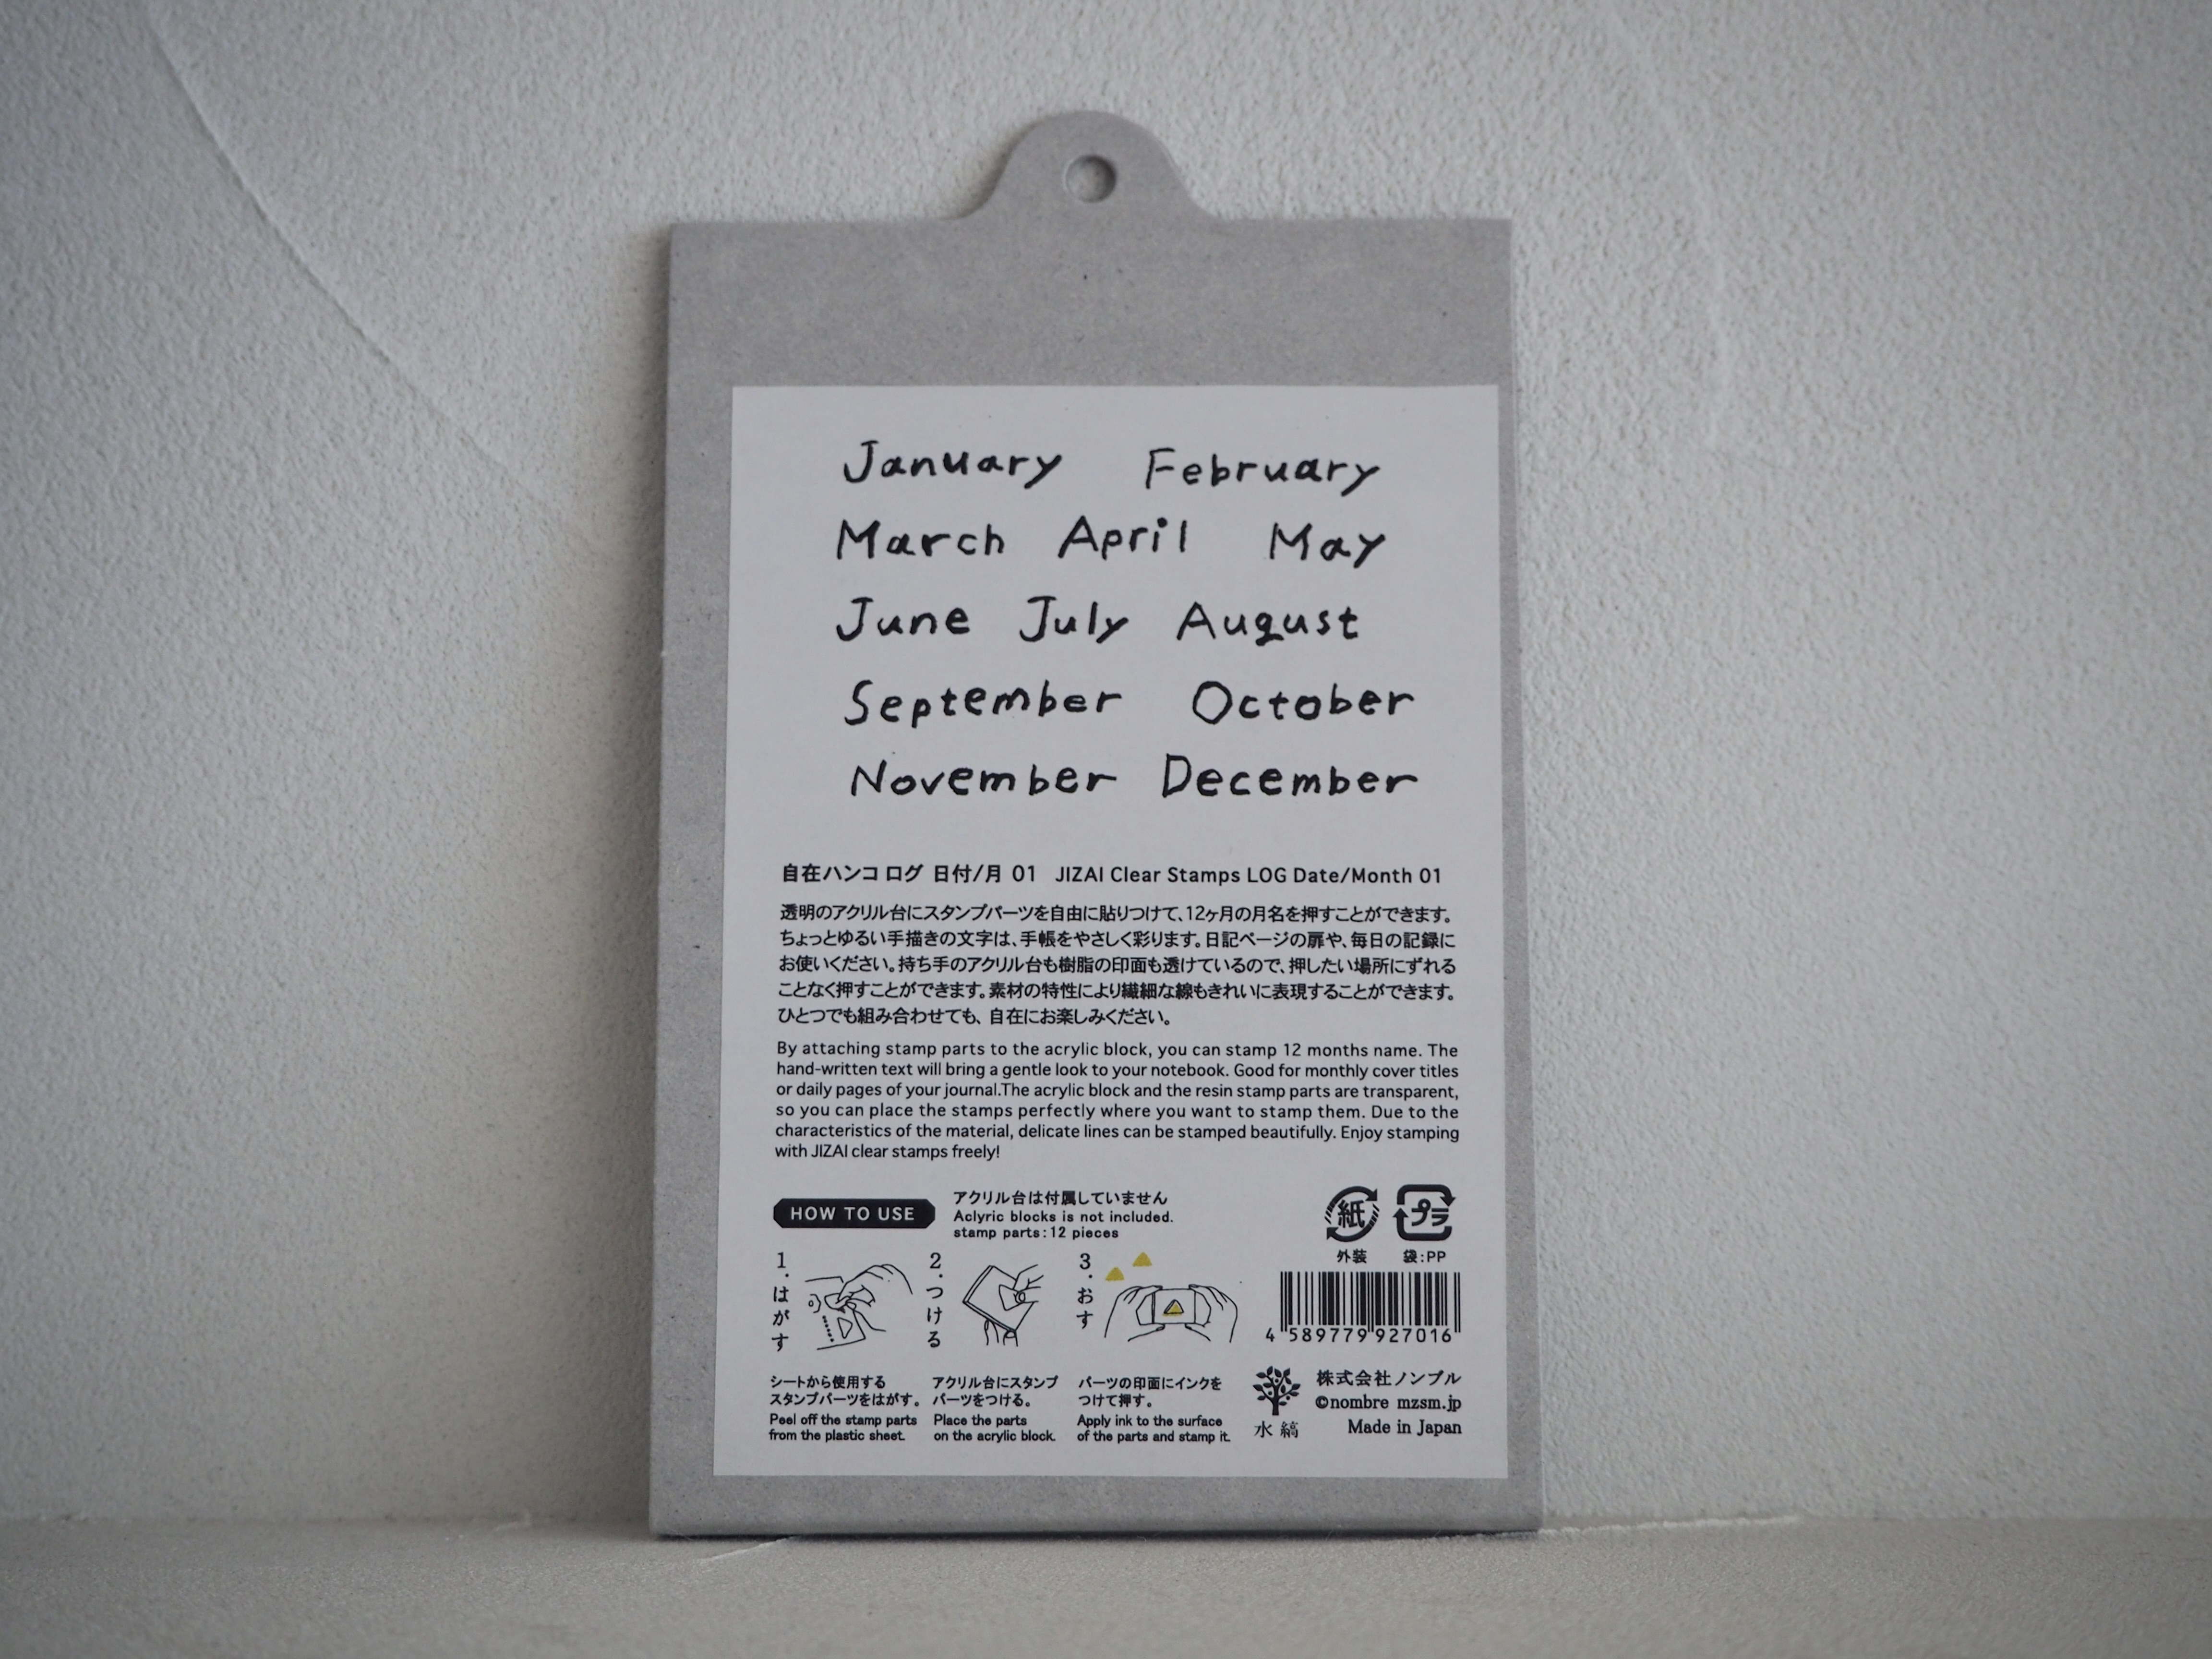 January February
March April May
June July August
September October
November December
自在ハンコ ログ 日付/月 01 JIZAI Clear Stamps LOG Date/Month 01
透明のアクリル台にスタンプパーツを自由に貼りつけて、12ヶ月の月名を押すことができます。
ちょっとゆるい手描きの文字は、手帳をやさしく彩ります。日記ページの扉や、毎日の記録に
お使いください。持ち手のアクリル台も樹脂の印面も透けているので、押したい場所にずれる
ことなく押すことができます。素材の特性により繊細な線もきれいに表現することができます。
ひとつでも組み合わせても、自在にお楽しみください。
By attaching stamp parts to the acrylic block, you can stamp 12 months name. The
hand-written text will bring a gentle look to your notebook. Good for monthly cover titles
or daily pages of your journal.The acrylic block and the resin stamp parts are transparent,
so you can place the stamps perfectly where you want to stamp them. Due to the
characteristics of the material, delicate lines can be stamped beautifully. Enjoy stamping
with JIZAI clear stamps freely!
HOW TO USE
アクリル台は付属していません
Aclyric blocks is not included.
stamp parts:12 pieces
紙 プラ
外装 袋:PP
1.はがす
2.つける
3.おす
4 589779 927016
シートから使用する
スタンプパーツをはがす。
Peel off the stamp parts
from the plastic sheet.
アクリル台にスタンプ
パーツをつける。
Place the parts
on the acrylic block.
パーツの印面にインクを
つけて押す。
Apply ink to the surface
of the parts and stamp it.
水縞
株式会社ノンブル
©nombre mzsm.jp
Made in Japan